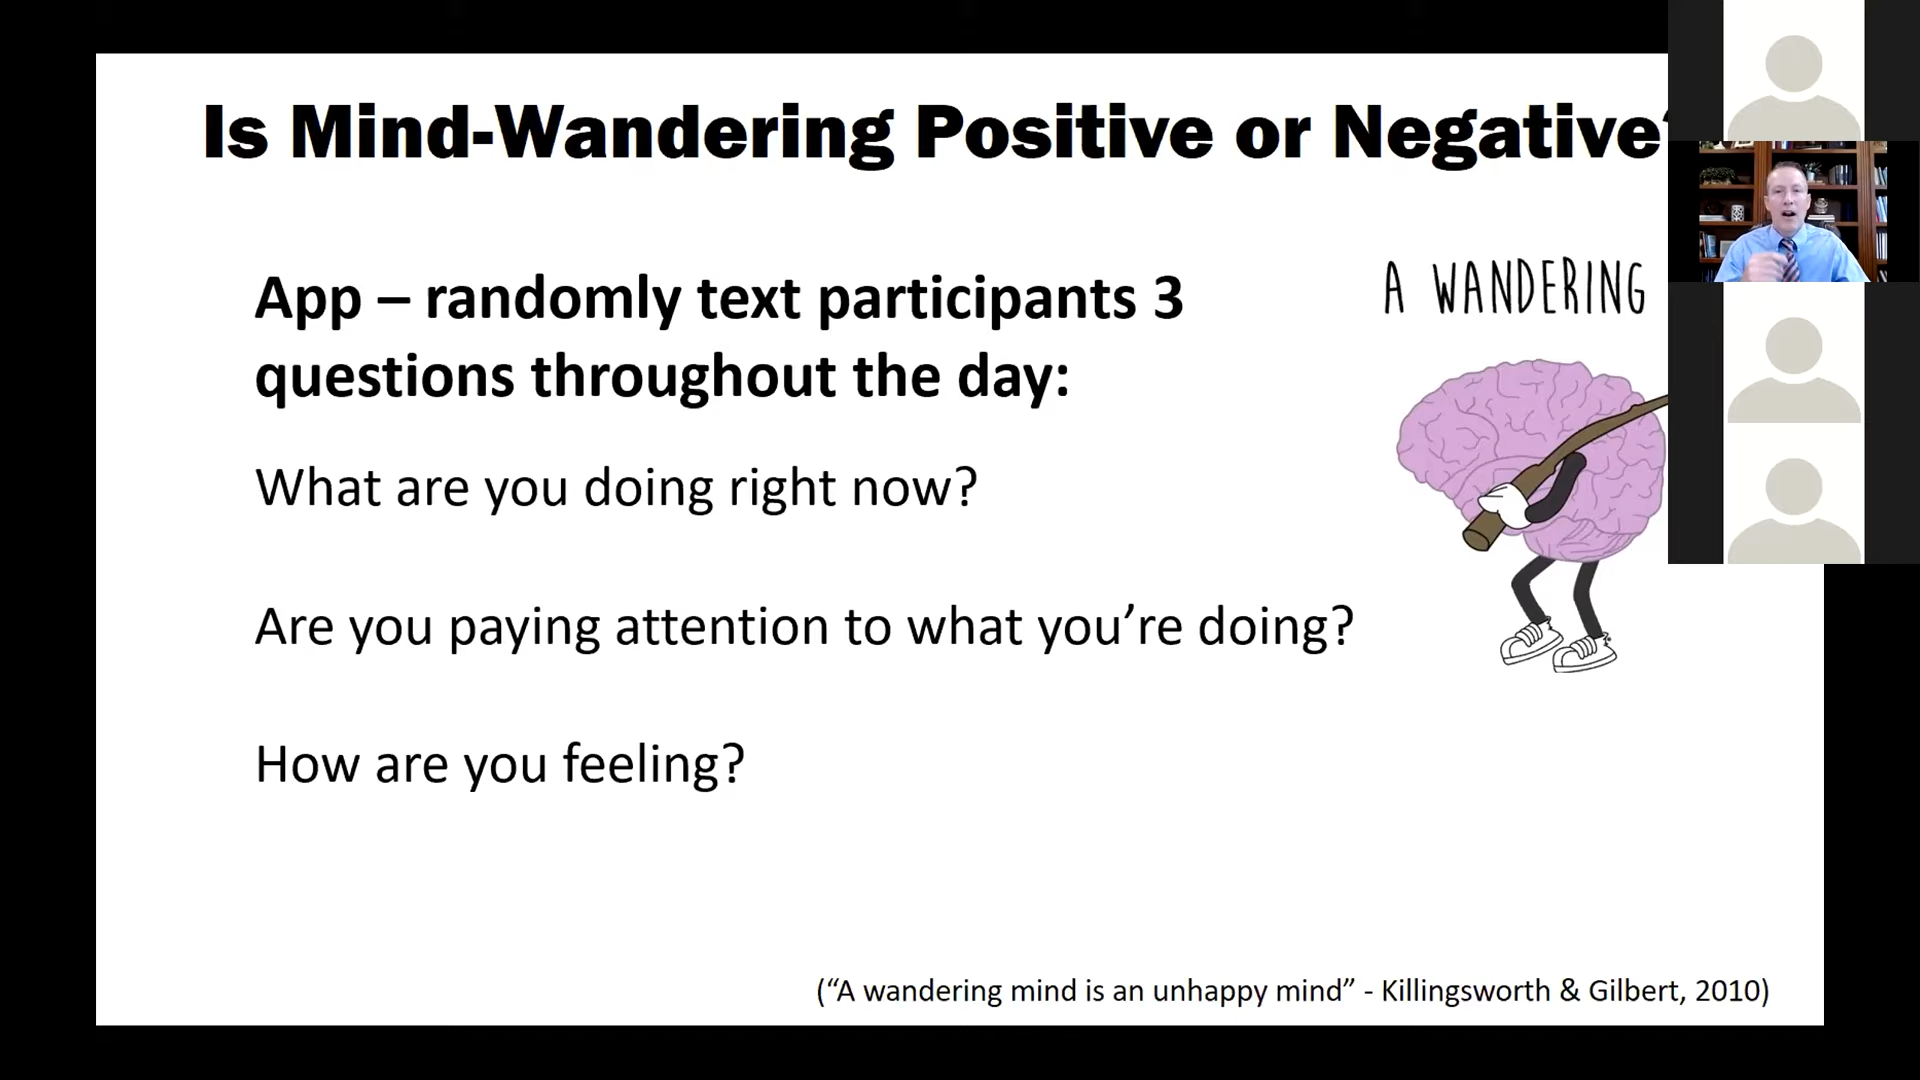 Is Mind-Wandering Positive or Negative?
App – randomly text participants 3
questions throughout the day:
A WANDERING
What are you doing right now?
Are you paying attention to what you’re doing?
How are you feeling?
(“A wandering mind is an unhappy mind” - Killingsworth & Gilbert, 2010)